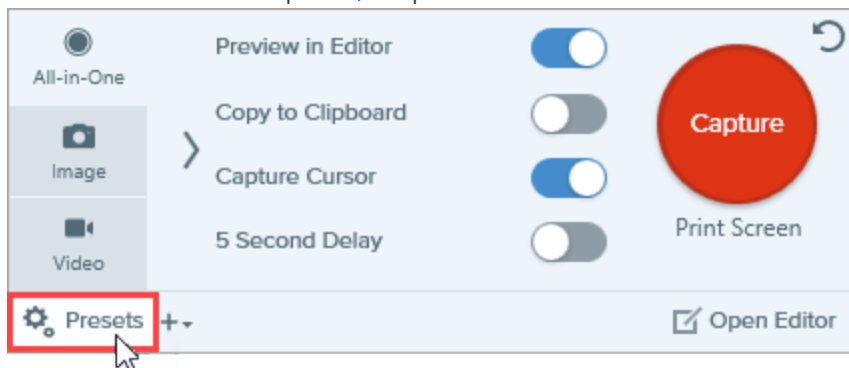 All-in-One
Image
Video
Preview in Editor
Copy to Clipboard
Capture Cursor
5 Second Delay
Capture
Print Screen
Presets
Open Editor